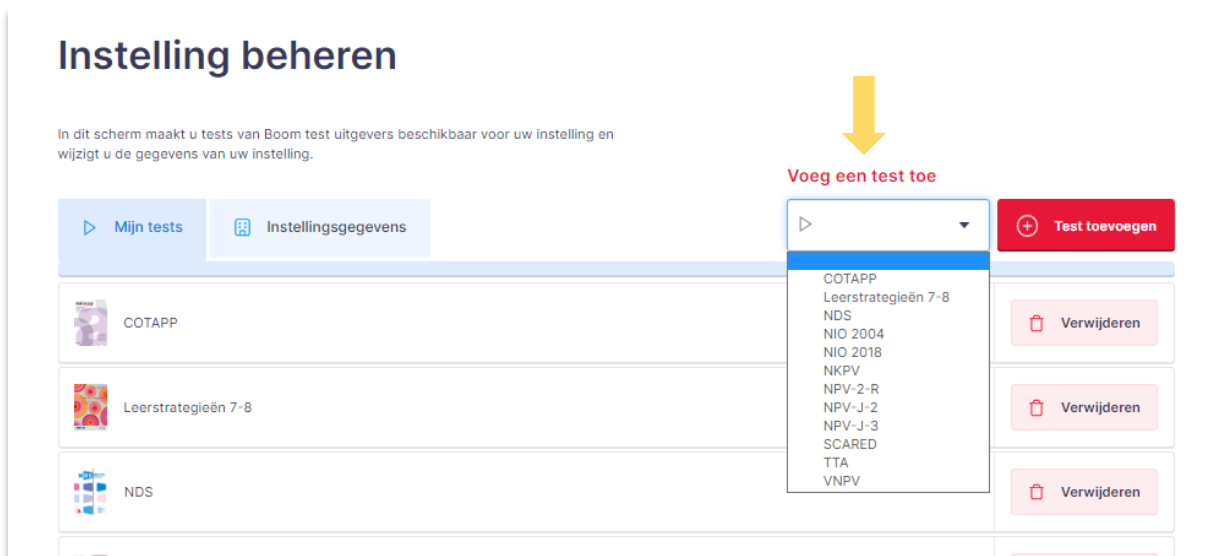 Instelling beheren
In dit scherm maakt u tests van Boom test uitgevers beschikbaar voor uw instelling en
wijzigt u de gegevens van uw instelling.
Voeg een test toe
Mijn tests
Instellingsgegevens
Test toevoegen
COTAPP
Leerstrategieën 7-8
NDS
NIO 2004
NIO 2018
NKPV
NPV-2-R
NPV-J-2
NPV-J-3
SCARED
TTA
VNPV
COTAPP
Verwijderen
Leerstrategieën 7-8
Verwijderen
NDS
Verwijderen